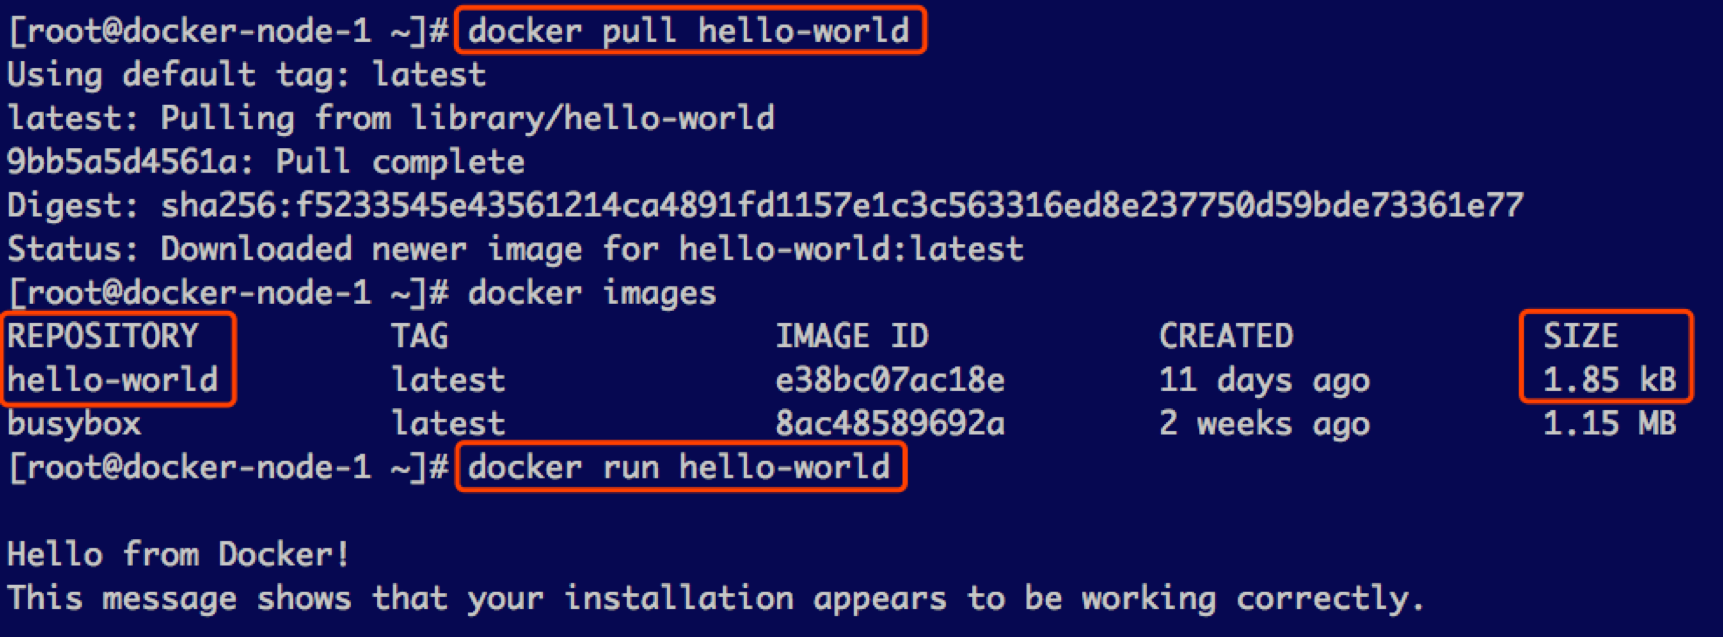 [root@docker-node-1 ~]# docker pull hello-world
Using default tag: latest
latest: Pulling from library/hello-world
9bb5a5d4561a: Pull complete
Digest: sha256:f5233545e43561214ca4891fd1157e1c3c563316ed8e237750d59bde73361e77
Status: Downloaded newer image for hello-world:latest
[root@docker-node-1 ~]# docker images
REPOSITORY TAG IMAGE ID CREATED SIZE
hello-world latest e38bc07ac18e 11 days ago 1.85 kB
busybox latest 8ac48589692a 2 weeks ago 1.15 MB
[root@docker-node-1 ~]# docker run hello-world
Hello from Docker!
This message shows that your installation appears to be working correctly.